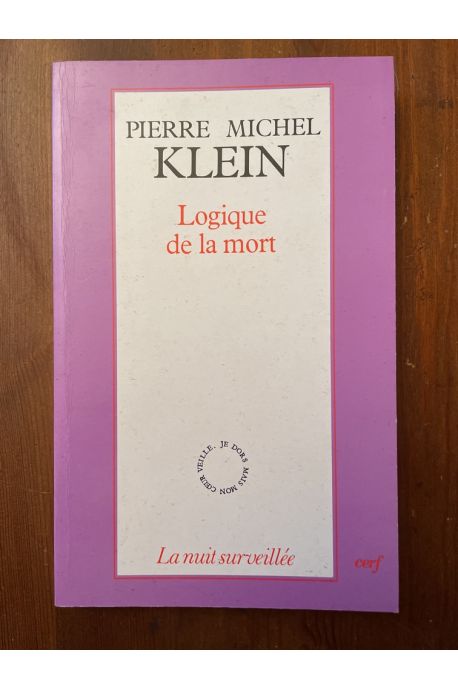 PIERRE MICHEL
KLEIN
Logique
de la mort
JE DORS MAIS MON CŒUR VEILLE.
La nuit surveillée
cerf